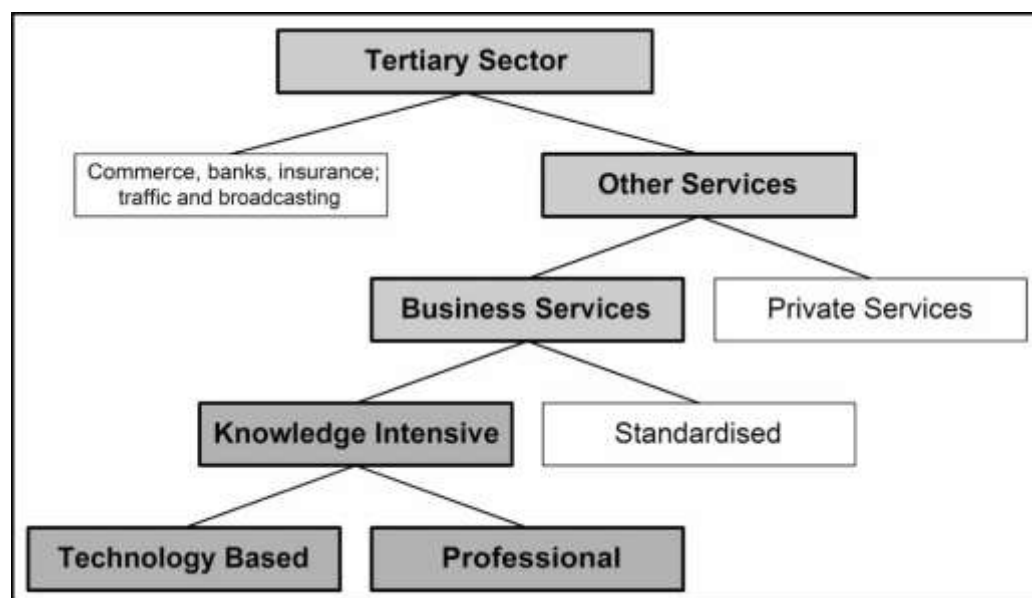 Tertiary Sector
Commerce, banks, insurance;
traffic and broadcasting
Other Services
Business Services
Private Services
Knowledge Intensive
Standardised
Technology Based
Professional